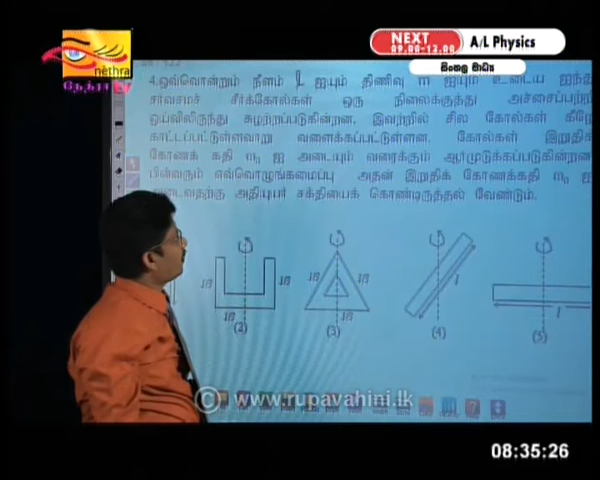 NEXT
09.00-12.00
A/L Physics
සිංහල මාධ්‍ය
nethra
4.ஒவ்வொன்றும் நீளம் L ஐயும் திணிவு m ஐயும் உடைய ஐந்து
சர்வசமச் சீர்க்கோல்கள் ஒரு நிலைக்குத்து அச்சைப்பற்றி
ஓய்விலிருந்து சுழற்றப்படுகின்றன. இவற்றில் சில கோல்கள் கீழே
காட்டப்பட்டுள்ளவாறு வளைக்கப்பட்டுள்ளன. கோல்கள் இறுதிக்
கோணக் கதி ஐ அடையும் வரைக்கும் ஆர்முடுக்கப்படுகின்றன
பின்வரும் எவ்வொழுங்கமைப்பு அதன் இறுதிக் கோணக்கதி ஐ
அடைவதற்கு அதியுயர் சக்தியைக் கொண்டிருத்தல் வேண்டும்.
l/3 l/3 l/3 l/3 l
l/3 l/3 l
(2) (3) (4) (5)
© www.rupavahini.lk
08:35:26